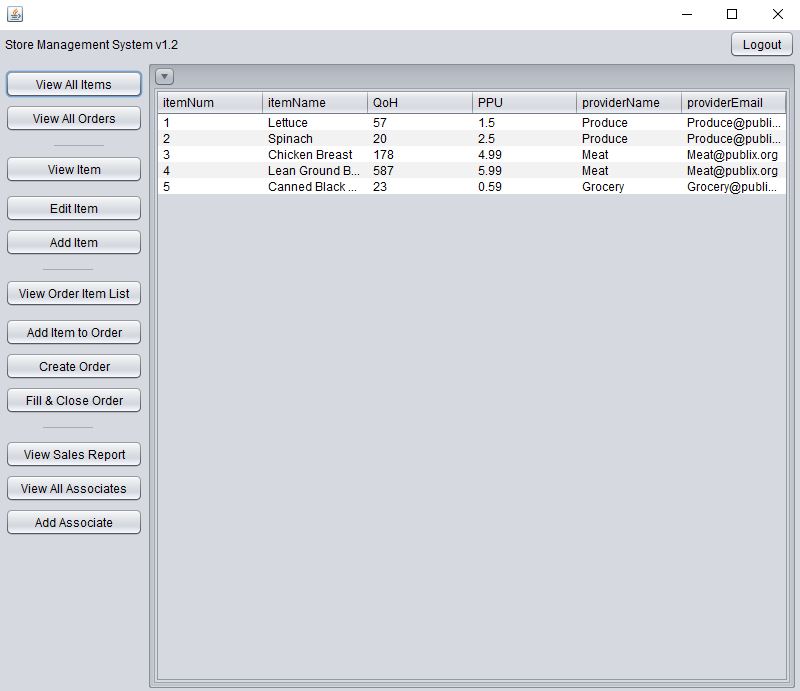 Store Management System v1.2
Logout
View All Items
View All Orders
View Item
Edit Item
Add Item
View Order Item List
Add Item to Order
Create Order
Fill & Close Order
View Sales Report
View All Associates
Add Associate
itemNum itemName QoH PPU providerName providerEmail
1 Lettuce 57 1.5 Produce Produce@publi...
2 Spinach 20 2.5 Produce Produce@publi...
3 Chicken Breast 178 4.99 Meat Meat@publix.org
4 Lean Ground B... 587 5.99 Meat Meat@publix.org
5 Canned Black ... 23 0.59 Grocery Grocery@publi...